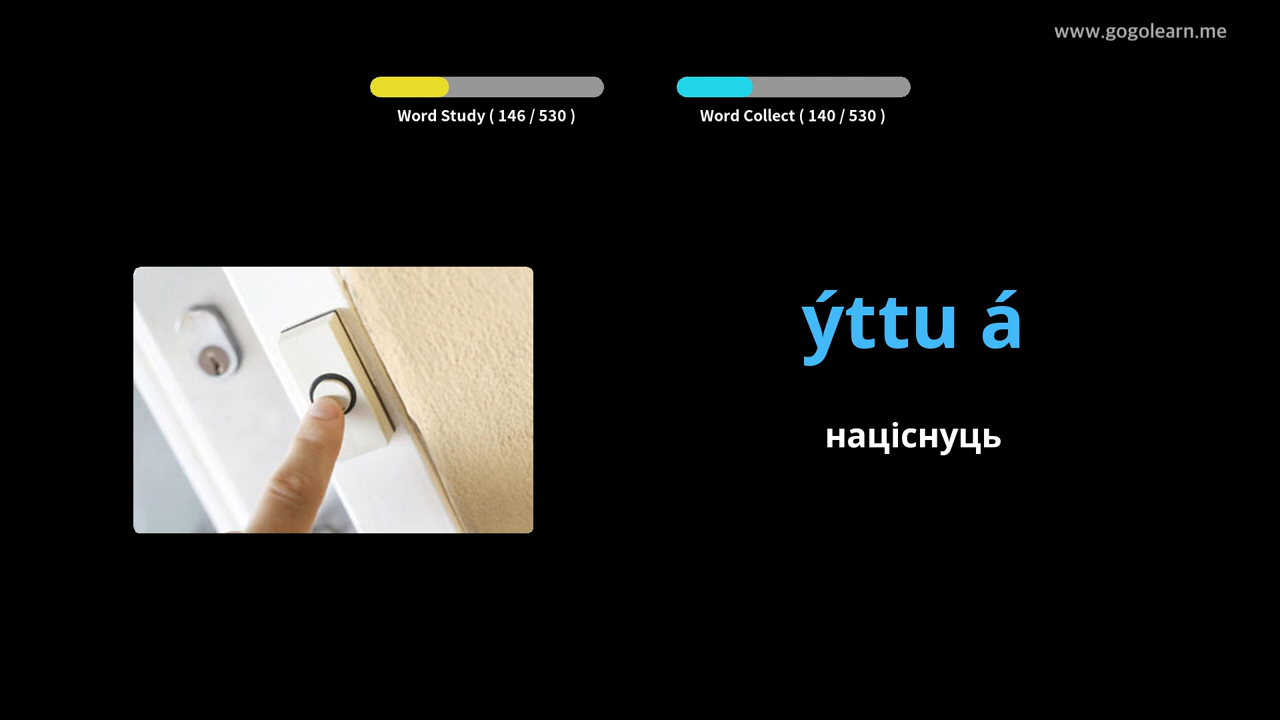 www.gogolearn.me
Word Study ( 146 / 530 )
Word Collect ( 140 / 530 )
ýttu á
націснуць